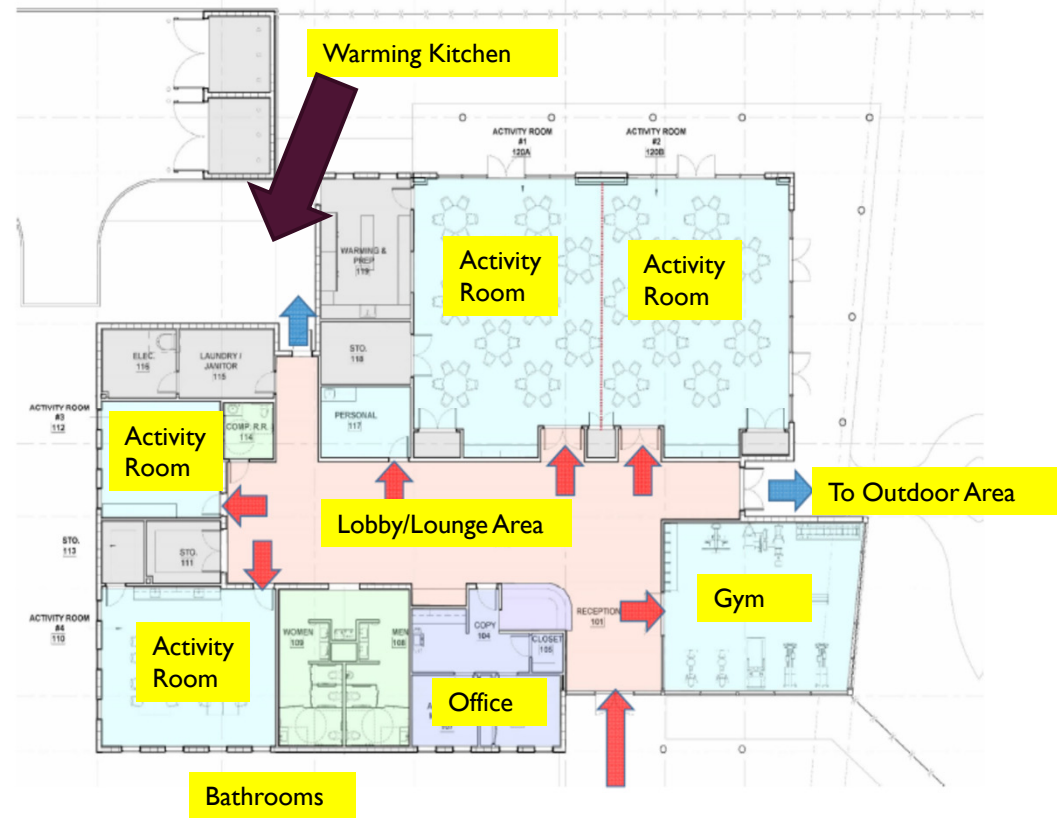 Warming Kitchen
ACTIVITY ROOM
#1
120A
ACTIVITY ROOM
#2
120B
WARMING &
PREP
119
Activity
Room
Activity
Room
ELEC.
116
LAUNDRY /
JANITOR
115
STO.
118
ACTIVITY ROOM
#3
112
Activity
Room
COMP. R.R.
114
PERSONAL
117
To Outdoor Area
Lobby/Lounge Area
STO.
113
STO.
111
Gym
ACTIVITY ROOM
#4
110
Activity
Room
WOMEN
109
MEN
108
COPY
104
CLOSET
105
RECEPTION
101
Office
Bathrooms